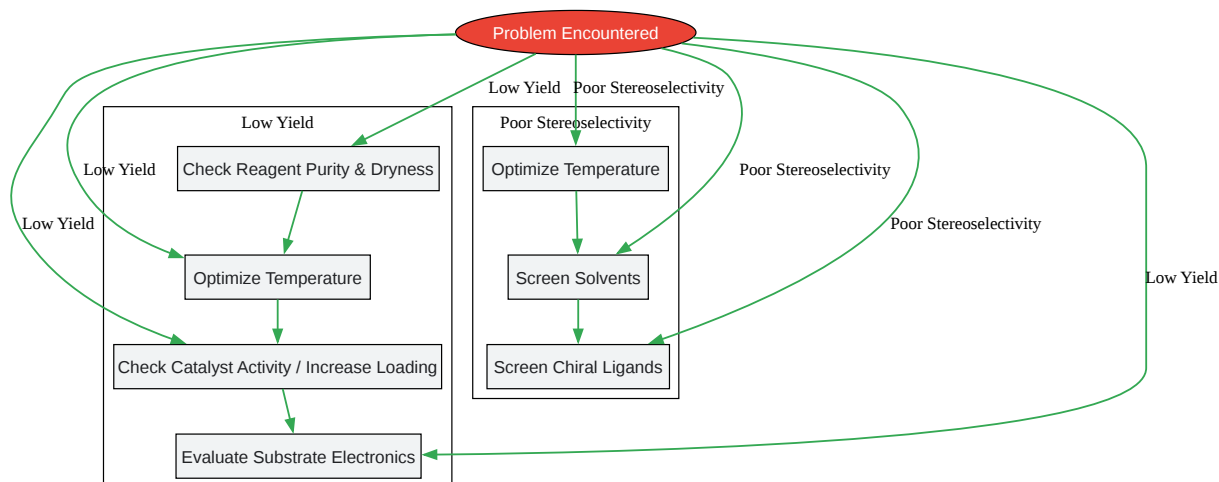 Problem Encountered
Low Yield
Poor Stereoselectivity
Low Yield
Poor Stereoselectivity
Check Reagent Purity & Dryness
Optimize Temperature
Low Yield
Poor Stereoselectivity
Low Yield
Poor Stereoselectivity
Optimize Temperature
Screen Solvents
Low Yield
Check Catalyst Activity / Increase Loading
Screen Chiral Ligands
Evaluate Substrate Electronics